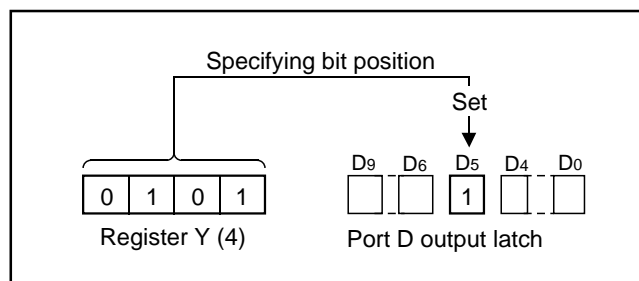 Specifying bit position
Set
D9 D6 D5 D4 D0
0 1 0 1
1
Register Y (4)
Port D output latch